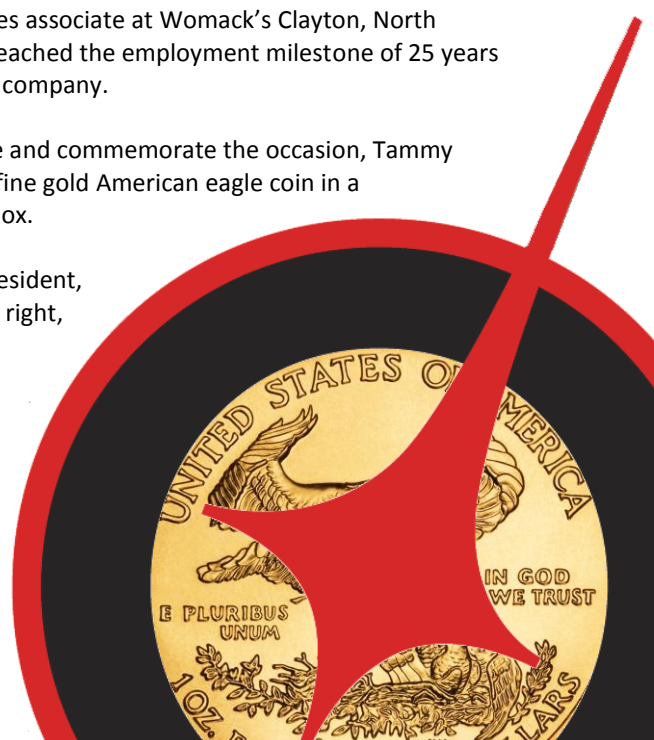 es associate at Womack’s Clayton, North
eached the employment milestone of 25 years
company.
e and commemorate the occasion, Tammy
fine gold American eagle coin in a
ox.
esident,
right,
UNITED STATES O MERICA
IN GOD
WE TRUST
E PLURIBUS
UNUM
1 OZ. LARS